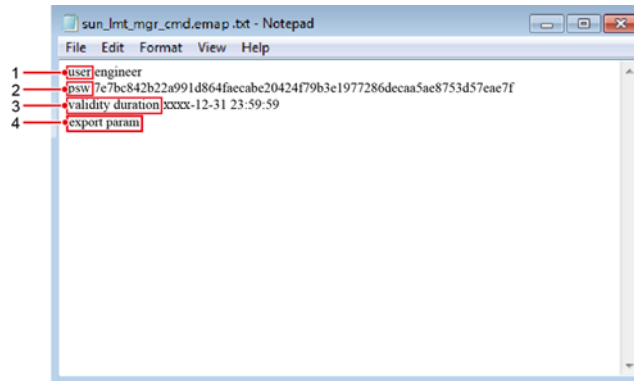 sun_lmt_mgr_cmd.emap .txt - Notepad
File Edit Format View Help
1 user engineer
2 psw 7e7bc842b22a991d864faecabe20424f79b3e1977286decaa5ae8753d57eae7f
3 validity duration xxxx-12-31 23:59:59
4 export param